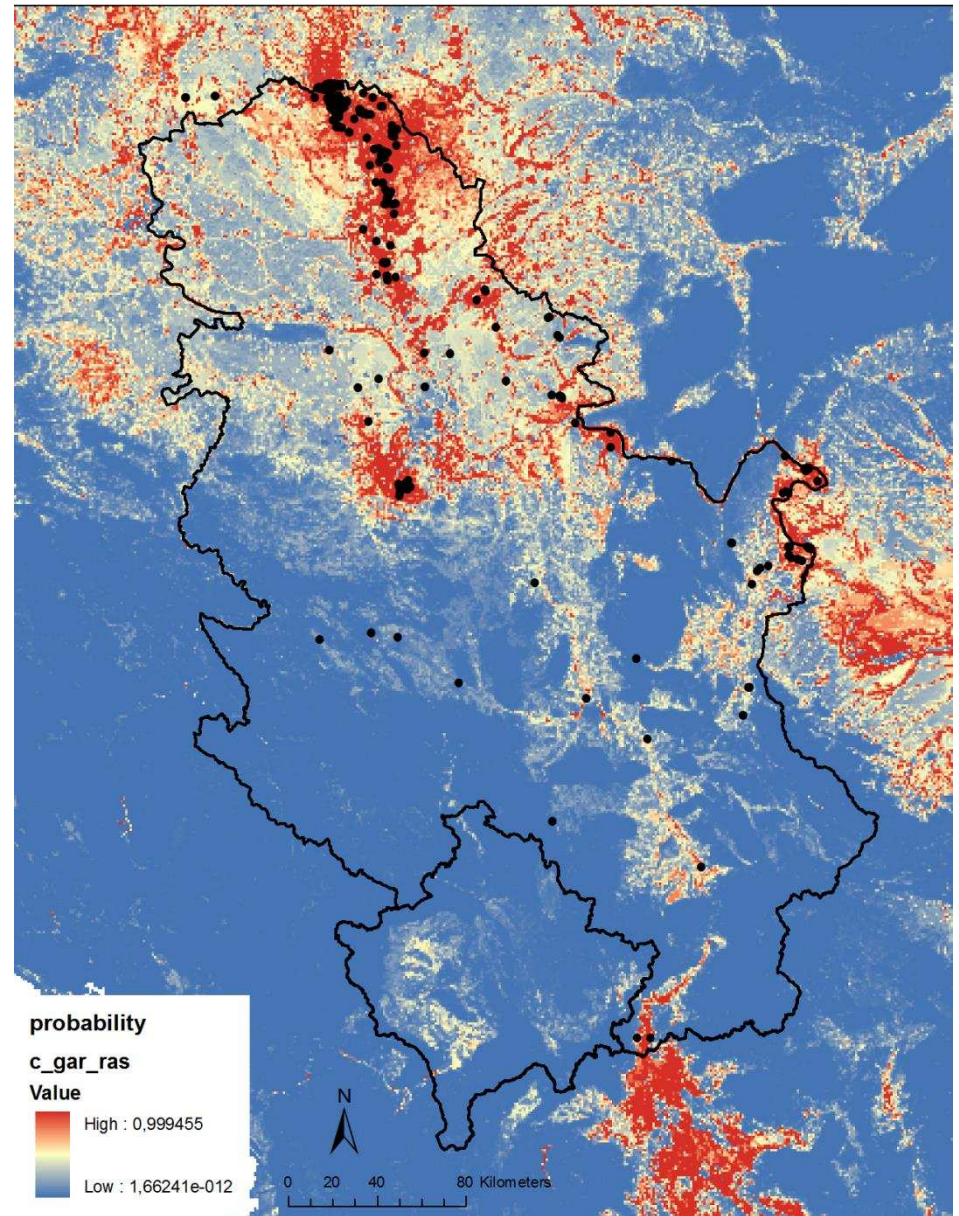 probability
c_gar_ras
Value
High : 0,999455
Low : 1,66241e-012
N
0 20 40 80 Kilometers